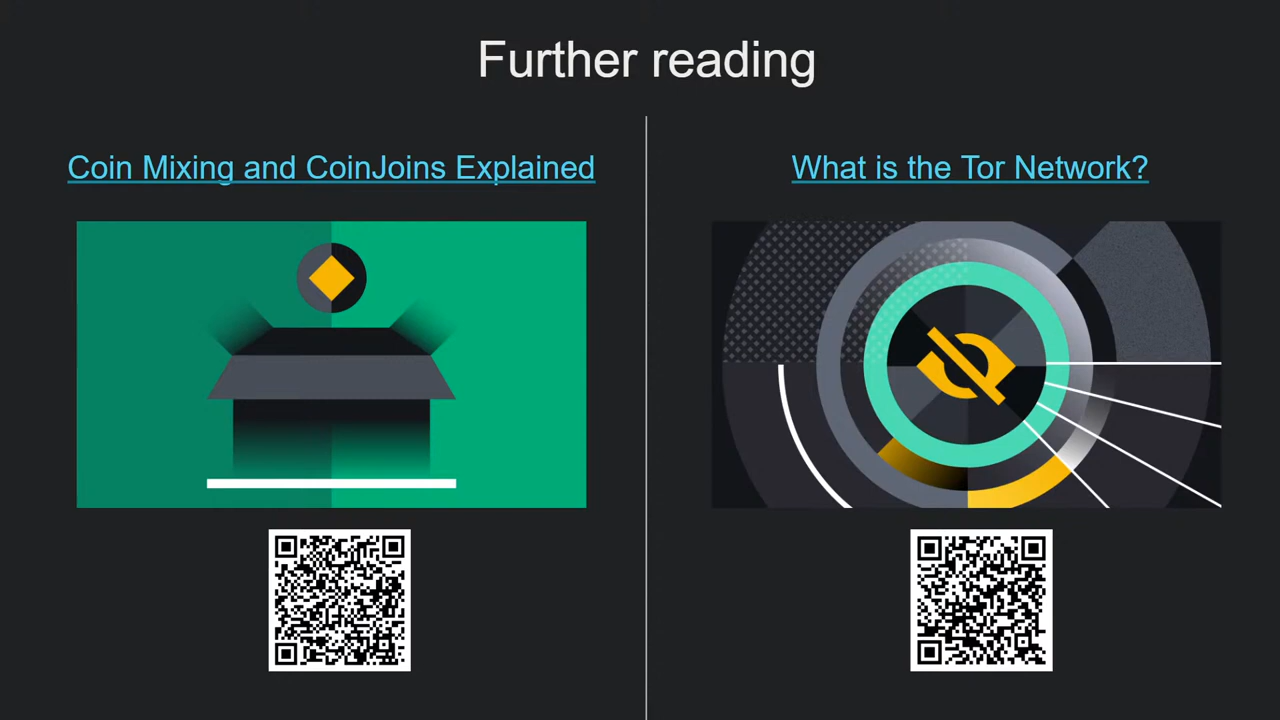 Further reading
Coin Mixing and CoinJoins Explained
What is the Tor Network?